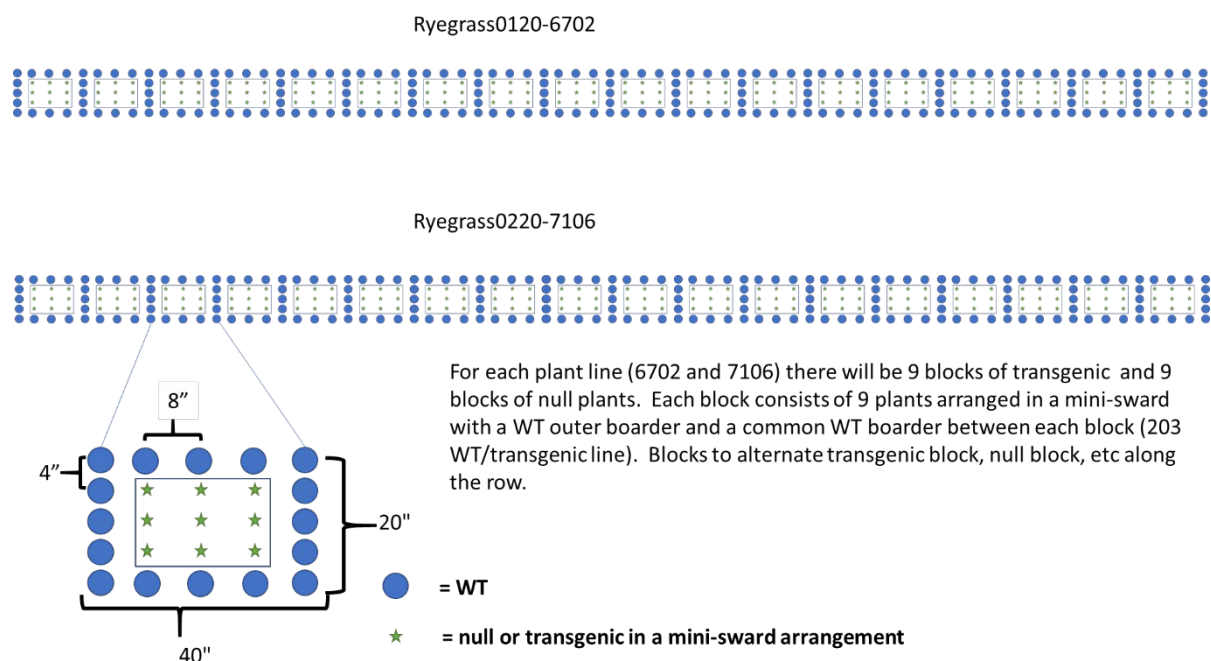 Ryegrass0120-6702
Ryegrass0220-7106
For each plant line (6702 and 7106) there will be 9 blocks of transgenic and 9
blocks of null plants. Each block consists of 9 plants arranged in a mini-sward
with a WT outer boarder and a common WT boarder between each block (203
WT/transgenic line). Blocks to alternate transgenic block, null block, etc along
the row.
8”
4”
20"
40"
= WT
= null or transgenic in a mini-sward arrangement